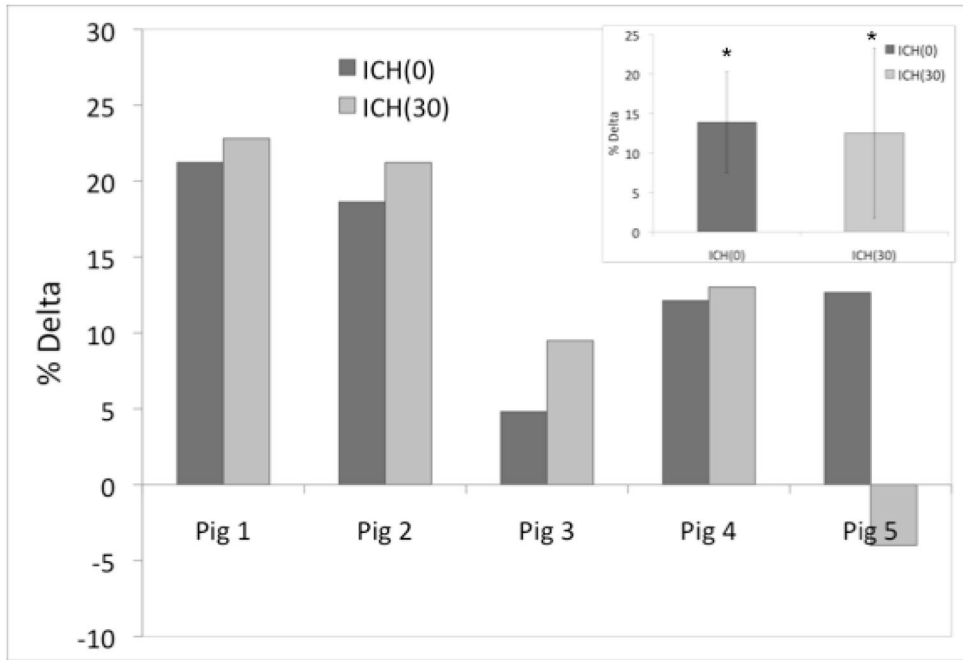 30
25
20
15
10
5
0
-5
-10
% Delta
ICH(0)
ICH(30)
Pig 1 Pig 2 Pig 3 Pig 4 Pig 5
25
20
15
10
5
0
% Delta
* *
ICH(0)
ICH(30)
ICH(0) ICH(30)